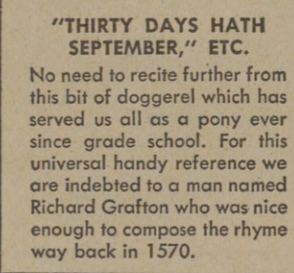 "THIRTY DAYS HATH
SEPTEMBER," ETC.
No need to recite further from
this bit of doggerel which has
served us all as a pony ever
since grade school. For this
universal handy reference we
are indebted to a man named
Richard Grafton who was nice
enough to compose the rhyme
way back in 1570.